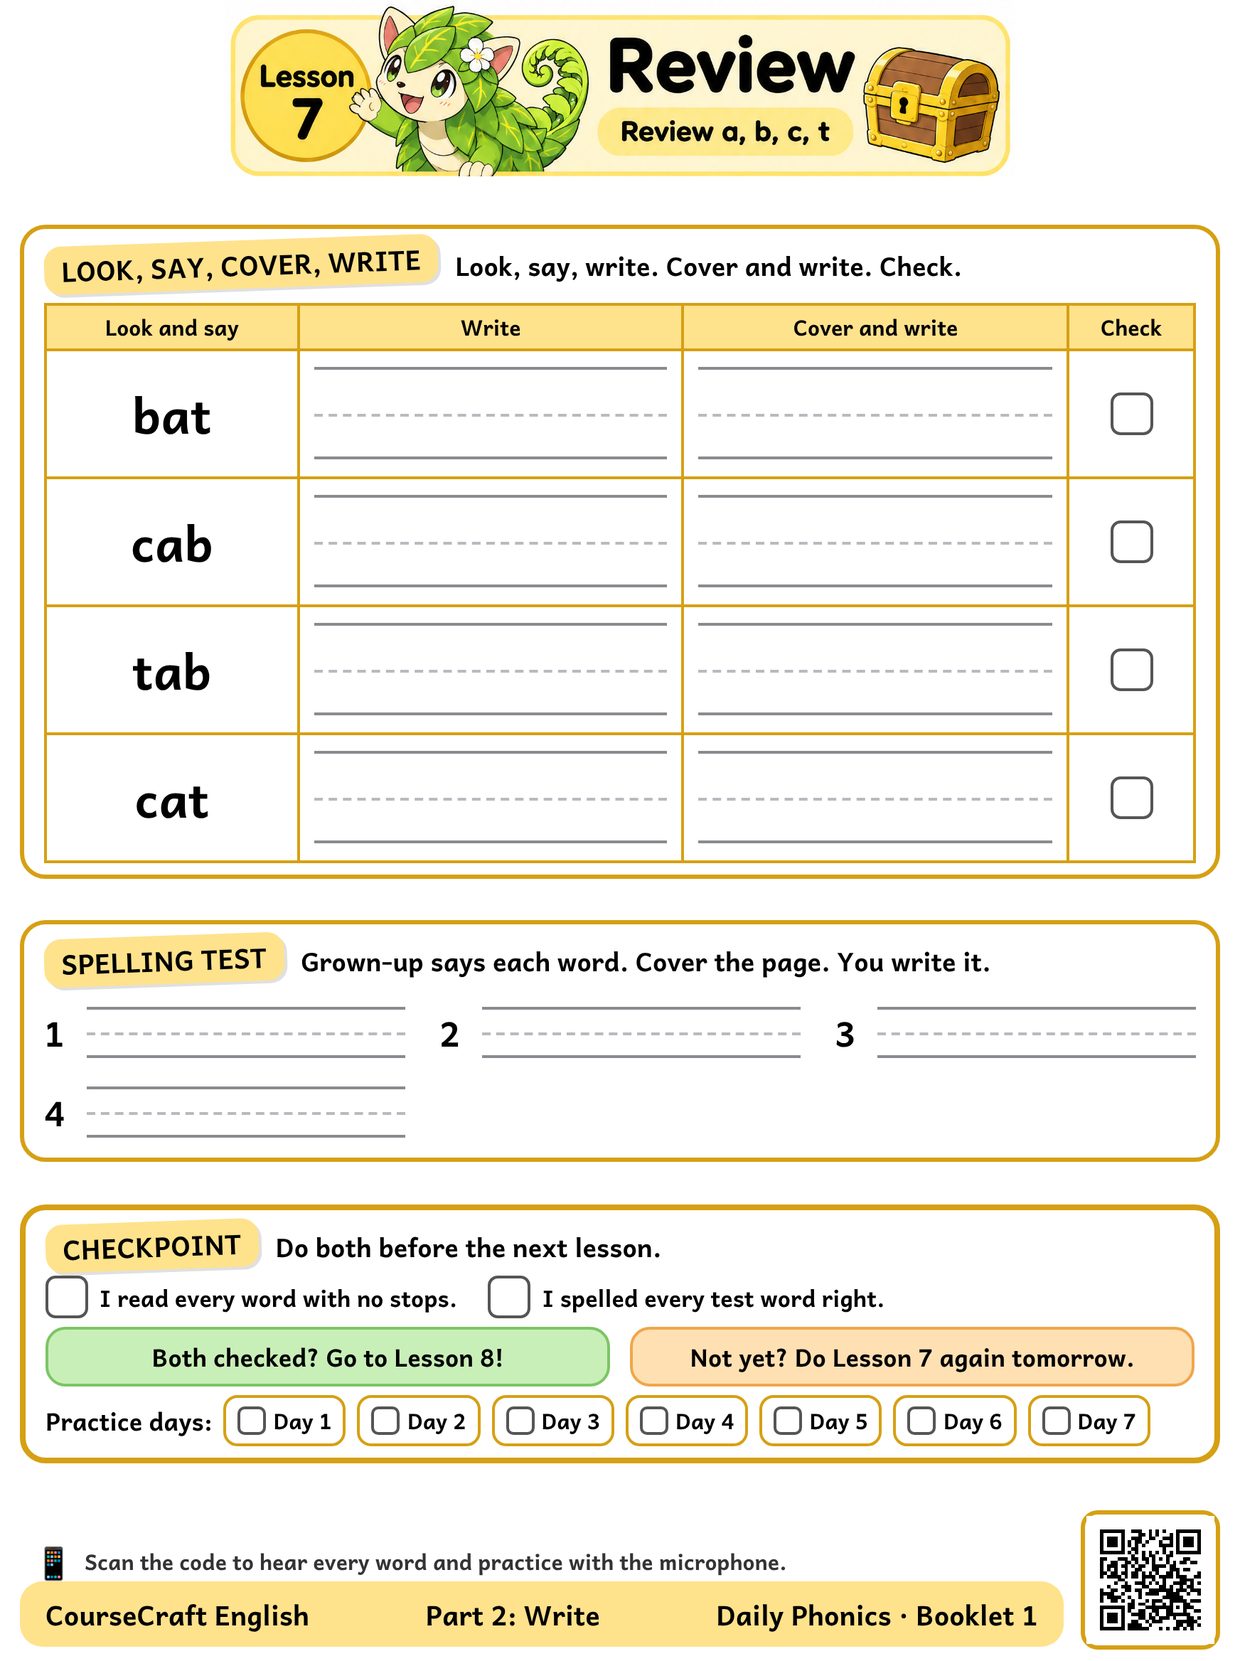 Lesson
7
Review
Review a, b, c, t
LOOK, SAY, COVER, WRITE Look, say, write. Cover and write. Check.
Look and say Write Cover and write Check
bat
cab
tab
cat
SPELLING TEST Grown-up says each word. Cover the page. You write it.
1 2 3
4
CHECKPOINT Do both before the next lesson.
I read every word with no stops. I spelled every test word right.
Both checked? Go to Lesson 8! Not yet? Do Lesson 7 again tomorrow.
Practice days: Day 1 Day 2 Day 3 Day 4 Day 5 Day 6 Day 7
Scan the code to hear every word and practice with the microphone.
CourseCraft English Part 2: Write Daily Phonics · Booklet 1